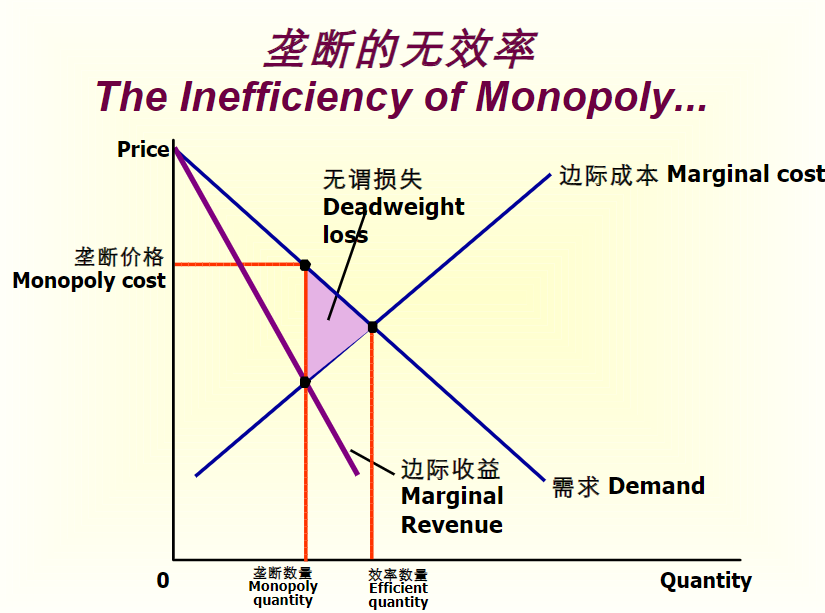 垄断的无效率
The Inefficiency of Monopoly...
Price
无谓损失
Deadweight
loss
边际成本 Marginal cost
垄断价格
Monopoly cost
边际收益
Marginal
Revenue
需求 Demand
0
垄断数量
Monopoly
quantity
效率数量
Efficient
quantity
Quantity